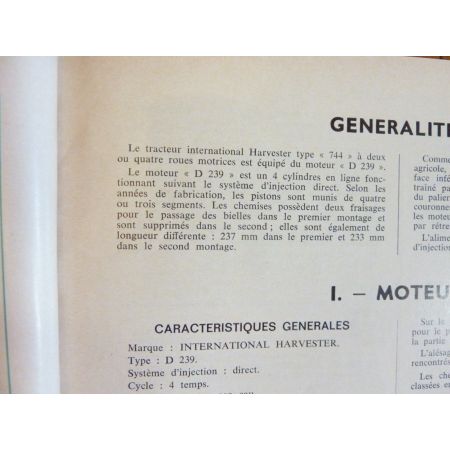 GENERALIT
Le tracteur international Harvester type « 744 » à deux
ou quatre roues motrices est équipé du moteur « D 239 ».
Le moteur « D 239 » est un 4 cylindres en ligne fonc-
tionnant suivant le système d'injection direct. Selon les
années de fabrication, les pistons sont munis de quatre
ou trois segments. Les chemises possèdent deux fraisages
pour le passage des bielles dans le premier montage et
sont supprimés dans le second ; elles sont également de
longueur différente : 237 mm dans le premier et 233 mm
dans le second montage.
Comme
agricole,
face infé
traîné pa
du palier
couronne
les moteu
par rétre
L'alime
d'injection
I. – MOTEU
CARACTERISTIQUES GENERALES
Marque : INTERNATIONAL HARVESTER.
Type : D 239.
Système d'injection : direct.
Cycle : 4 temps.
Sur le
pour le p
la partie
L'alésag
rencontrés
Les che
classées en